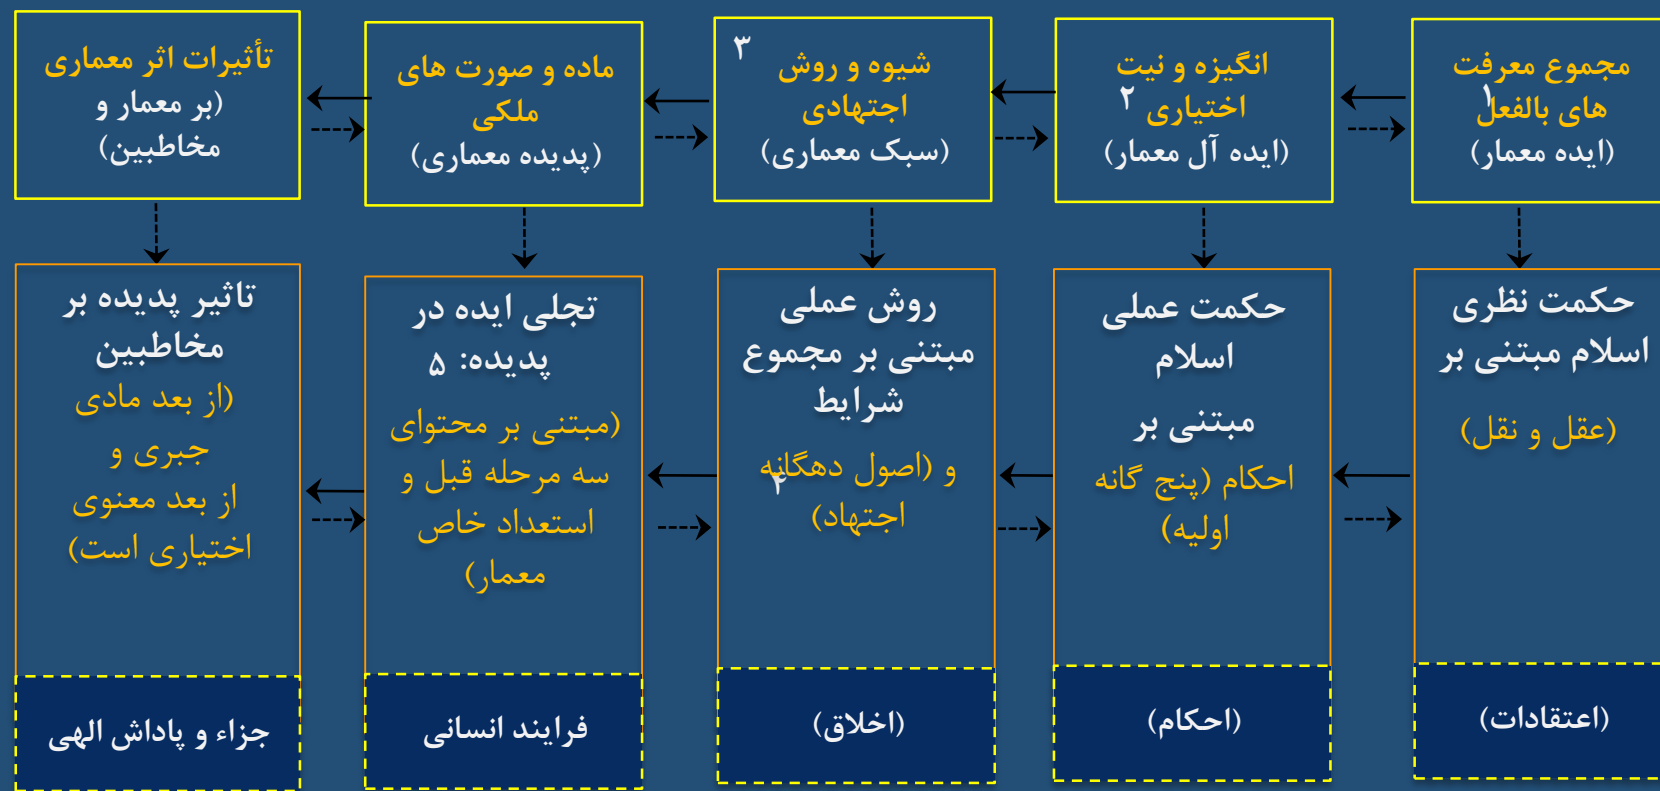 مجموع معرفت
های بالفعل۱
(ایده معمار)
انگیزه و نیت
اختیاری ۲
(ایده آل معمار)
۳
شیوه و روش
اجتهادی
(سبک معماری)
ماده و صورت های
ملکی
(پدیده معماری)
تأثیرات اثر معماری
(بر معمار و
مخاطبین)
حکمت نظری
اسلام مبتنی بر
(عقل و نقل)
حکمت عملی
اسلام
مبتنی بر
احکام (پنج گانه
اولیه)
روش عملی
مبتنی بر مجموع
شرایط
و (اصول دهگانه
۴
اجتهاد)
تجلی ایده در
پدیده: ۵
(مبتنی بر محتوای
سه مرحله قبل و
استعداد خاص
معمار)
تاثیر پدیده بر
مخاطبین
(از بعد مادی
جبری و
از بعد معنوی
اختیاری است)
(اعتقادات)
(احکام)
(اخلاق)
فرایند انسانی
جزاء و پاداش الهی